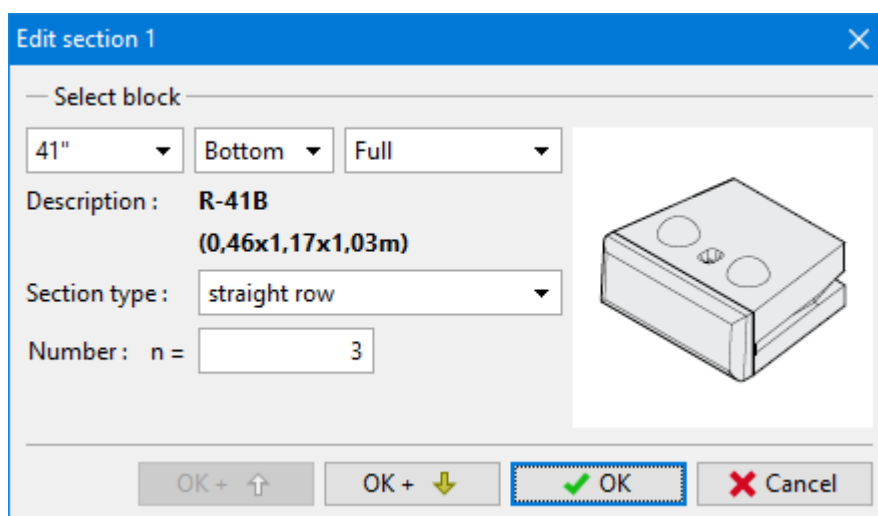 Edit section 1
Select block
41" Bottom Full
Description : R-41B
(0,46x1,17x1,03m)
Section type : straight row
Number : n = 3
OK + OK + OK Cancel